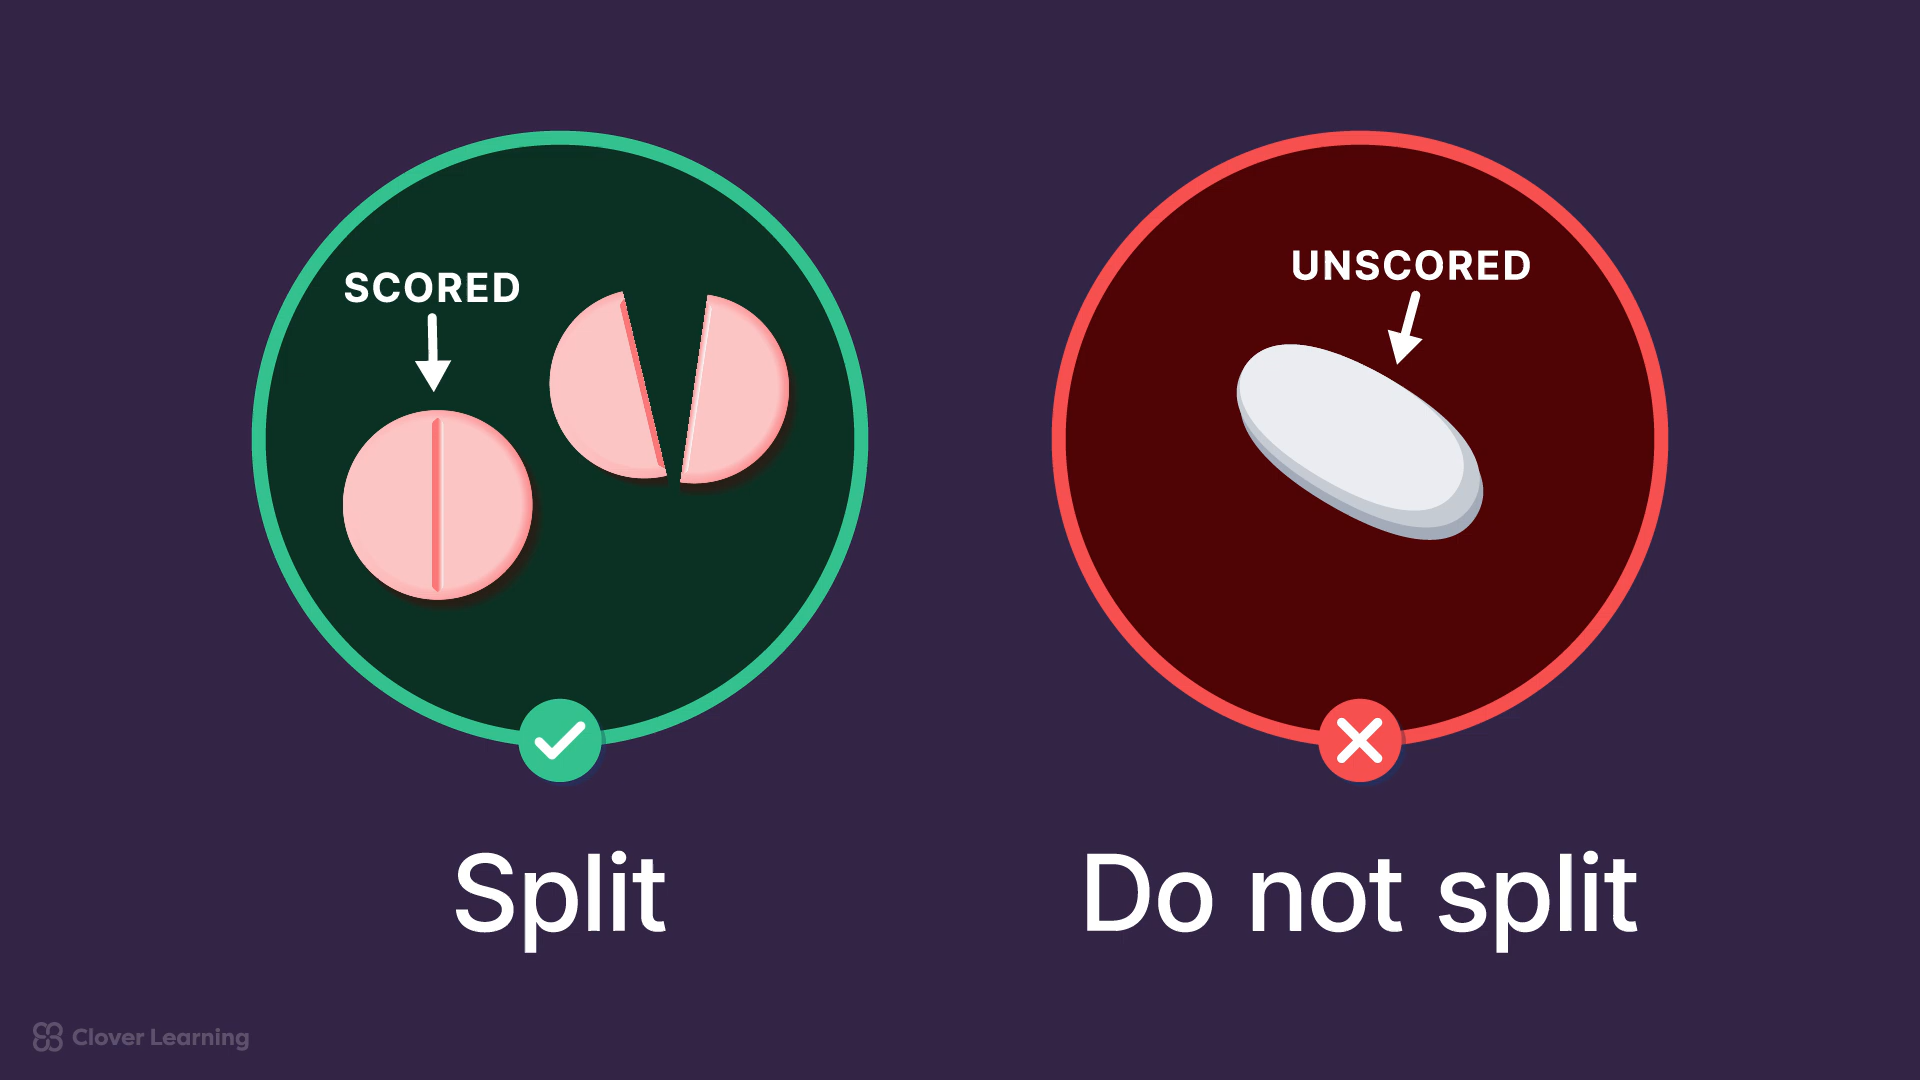 SCORED
UNSCORED
Split
Do not split
Clover Learning